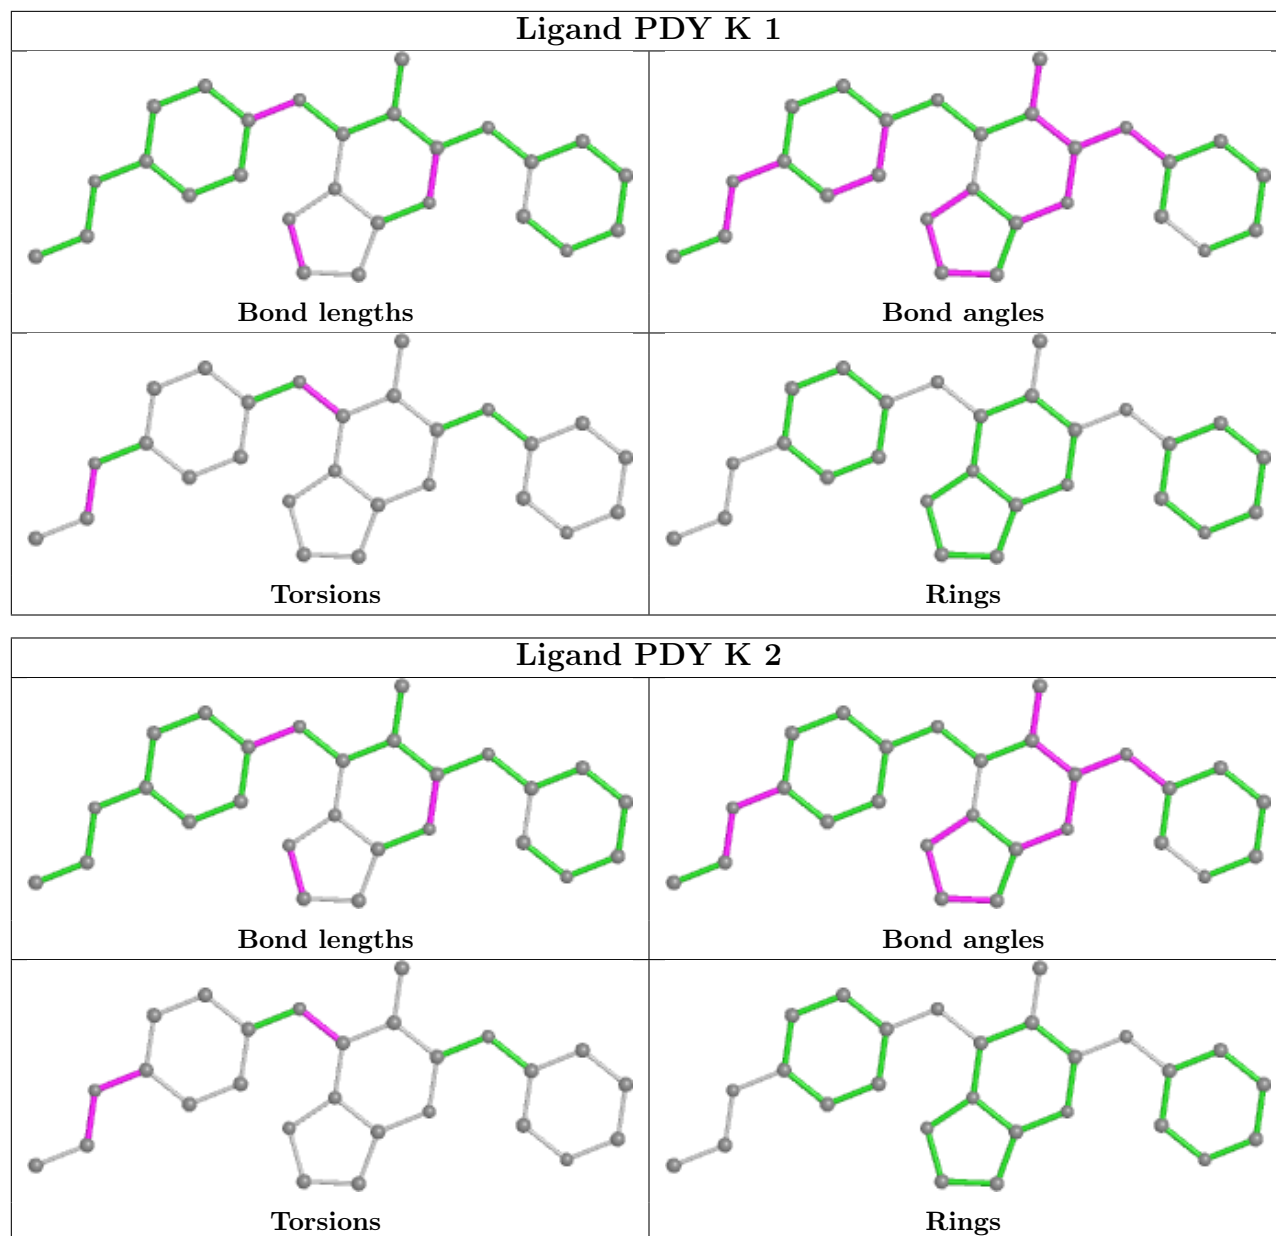 Ligand PDY K 1
Bond lengths
Bond angles
Torsions
Rings
Ligand PDY K 2
Bond lengths
Bond angles
Torsions
Rings